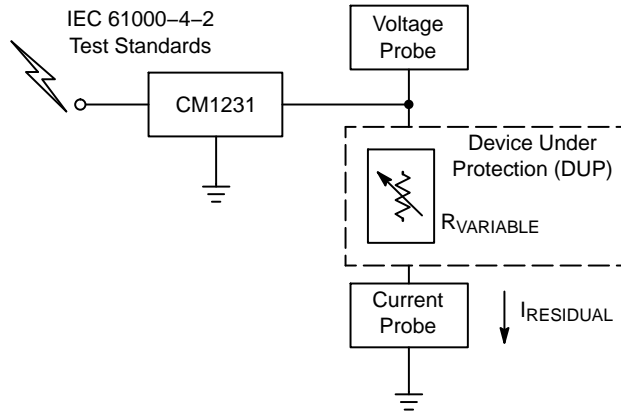 IEC 61000−4−2
Test Standards
Voltage
Probe
CM1231
Device Under
Protection (DUP)
RVARIABLE
Current
Probe
IRESIDUAL